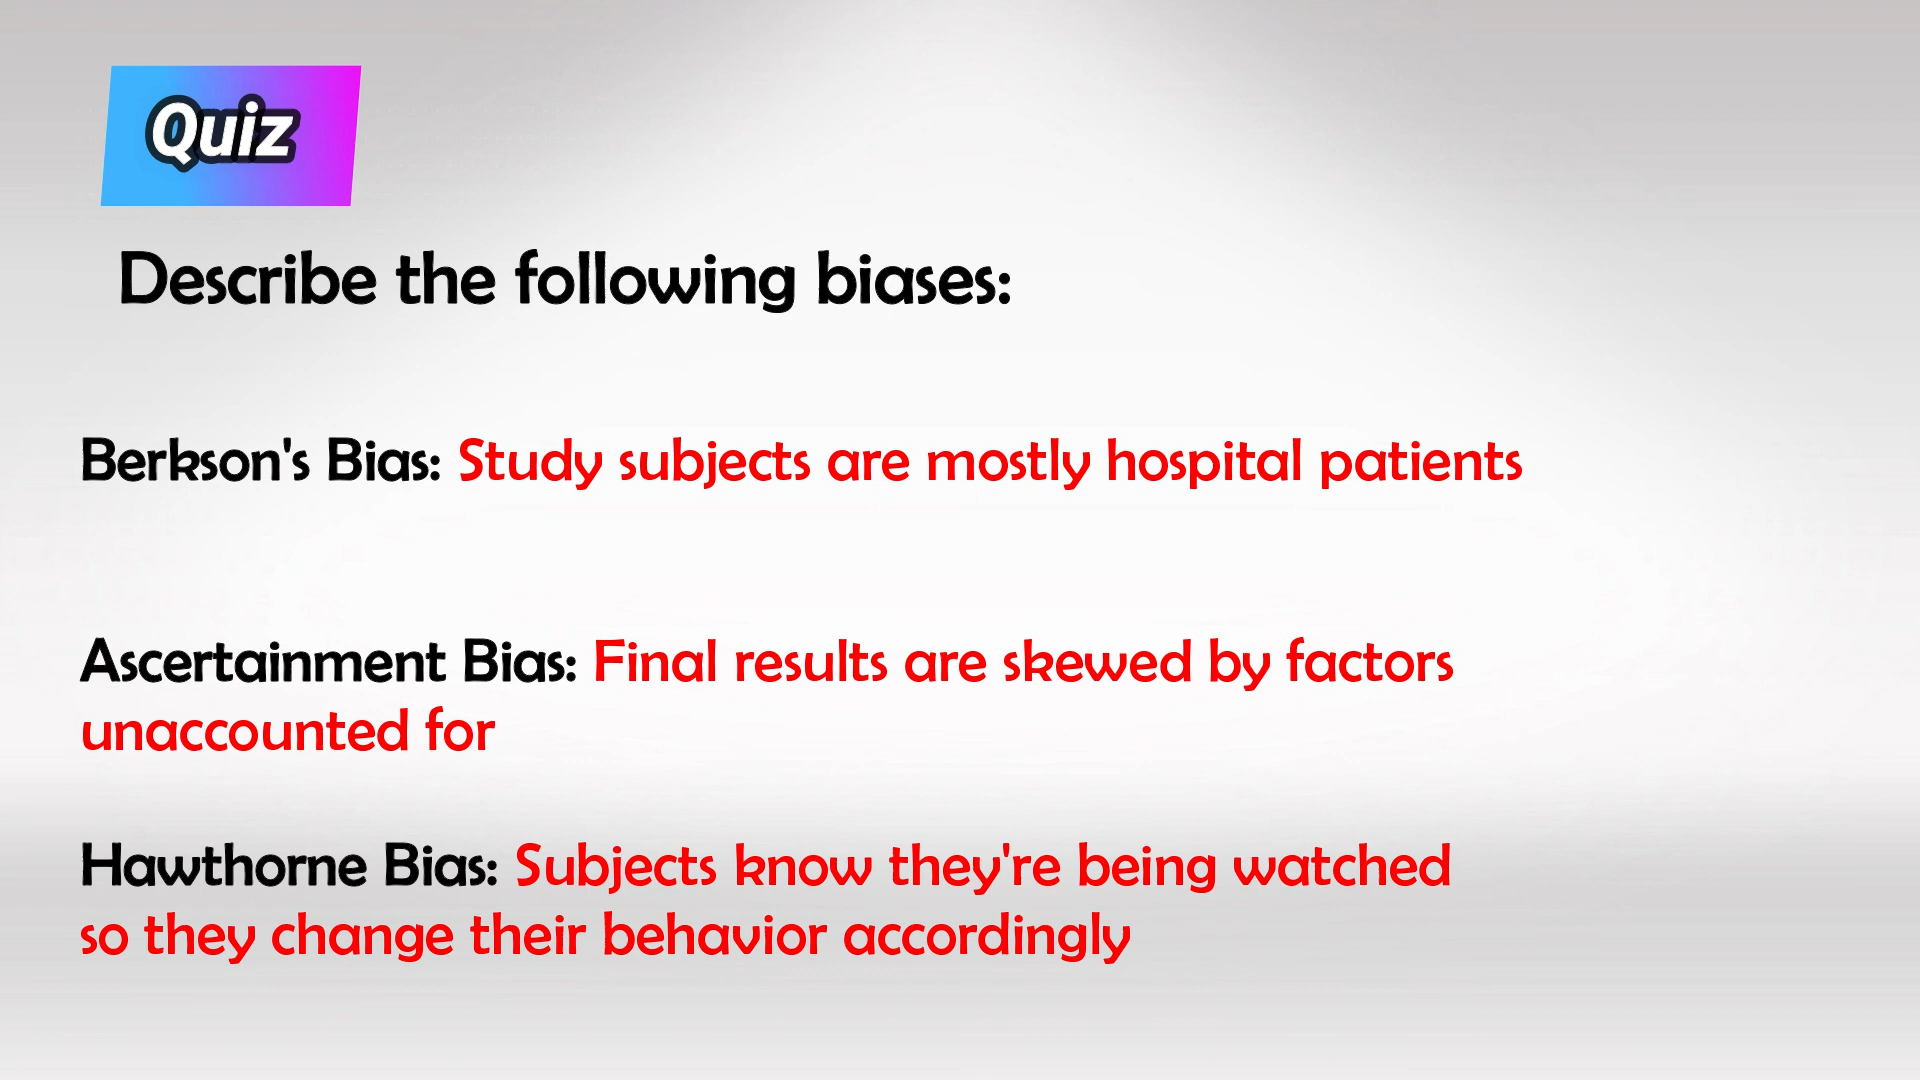 Quiz
Describe the following biases:
Berkson's Bias: Study subjects are mostly hospital patients
Ascertainment Bias: Final results are skewed by factors
unaccounted for
Hawthorne Bias: Subjects know they're being watched
so they change their behavior accordingly